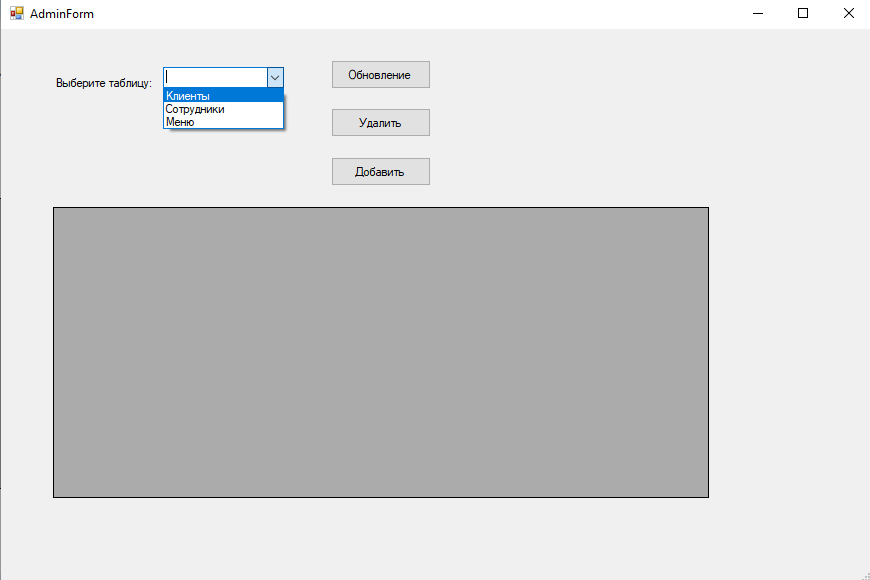 AdminForm
Выберите таблицу:
Клиенты
Сотрудники
Меню
Обновление
Удалить
Добавить